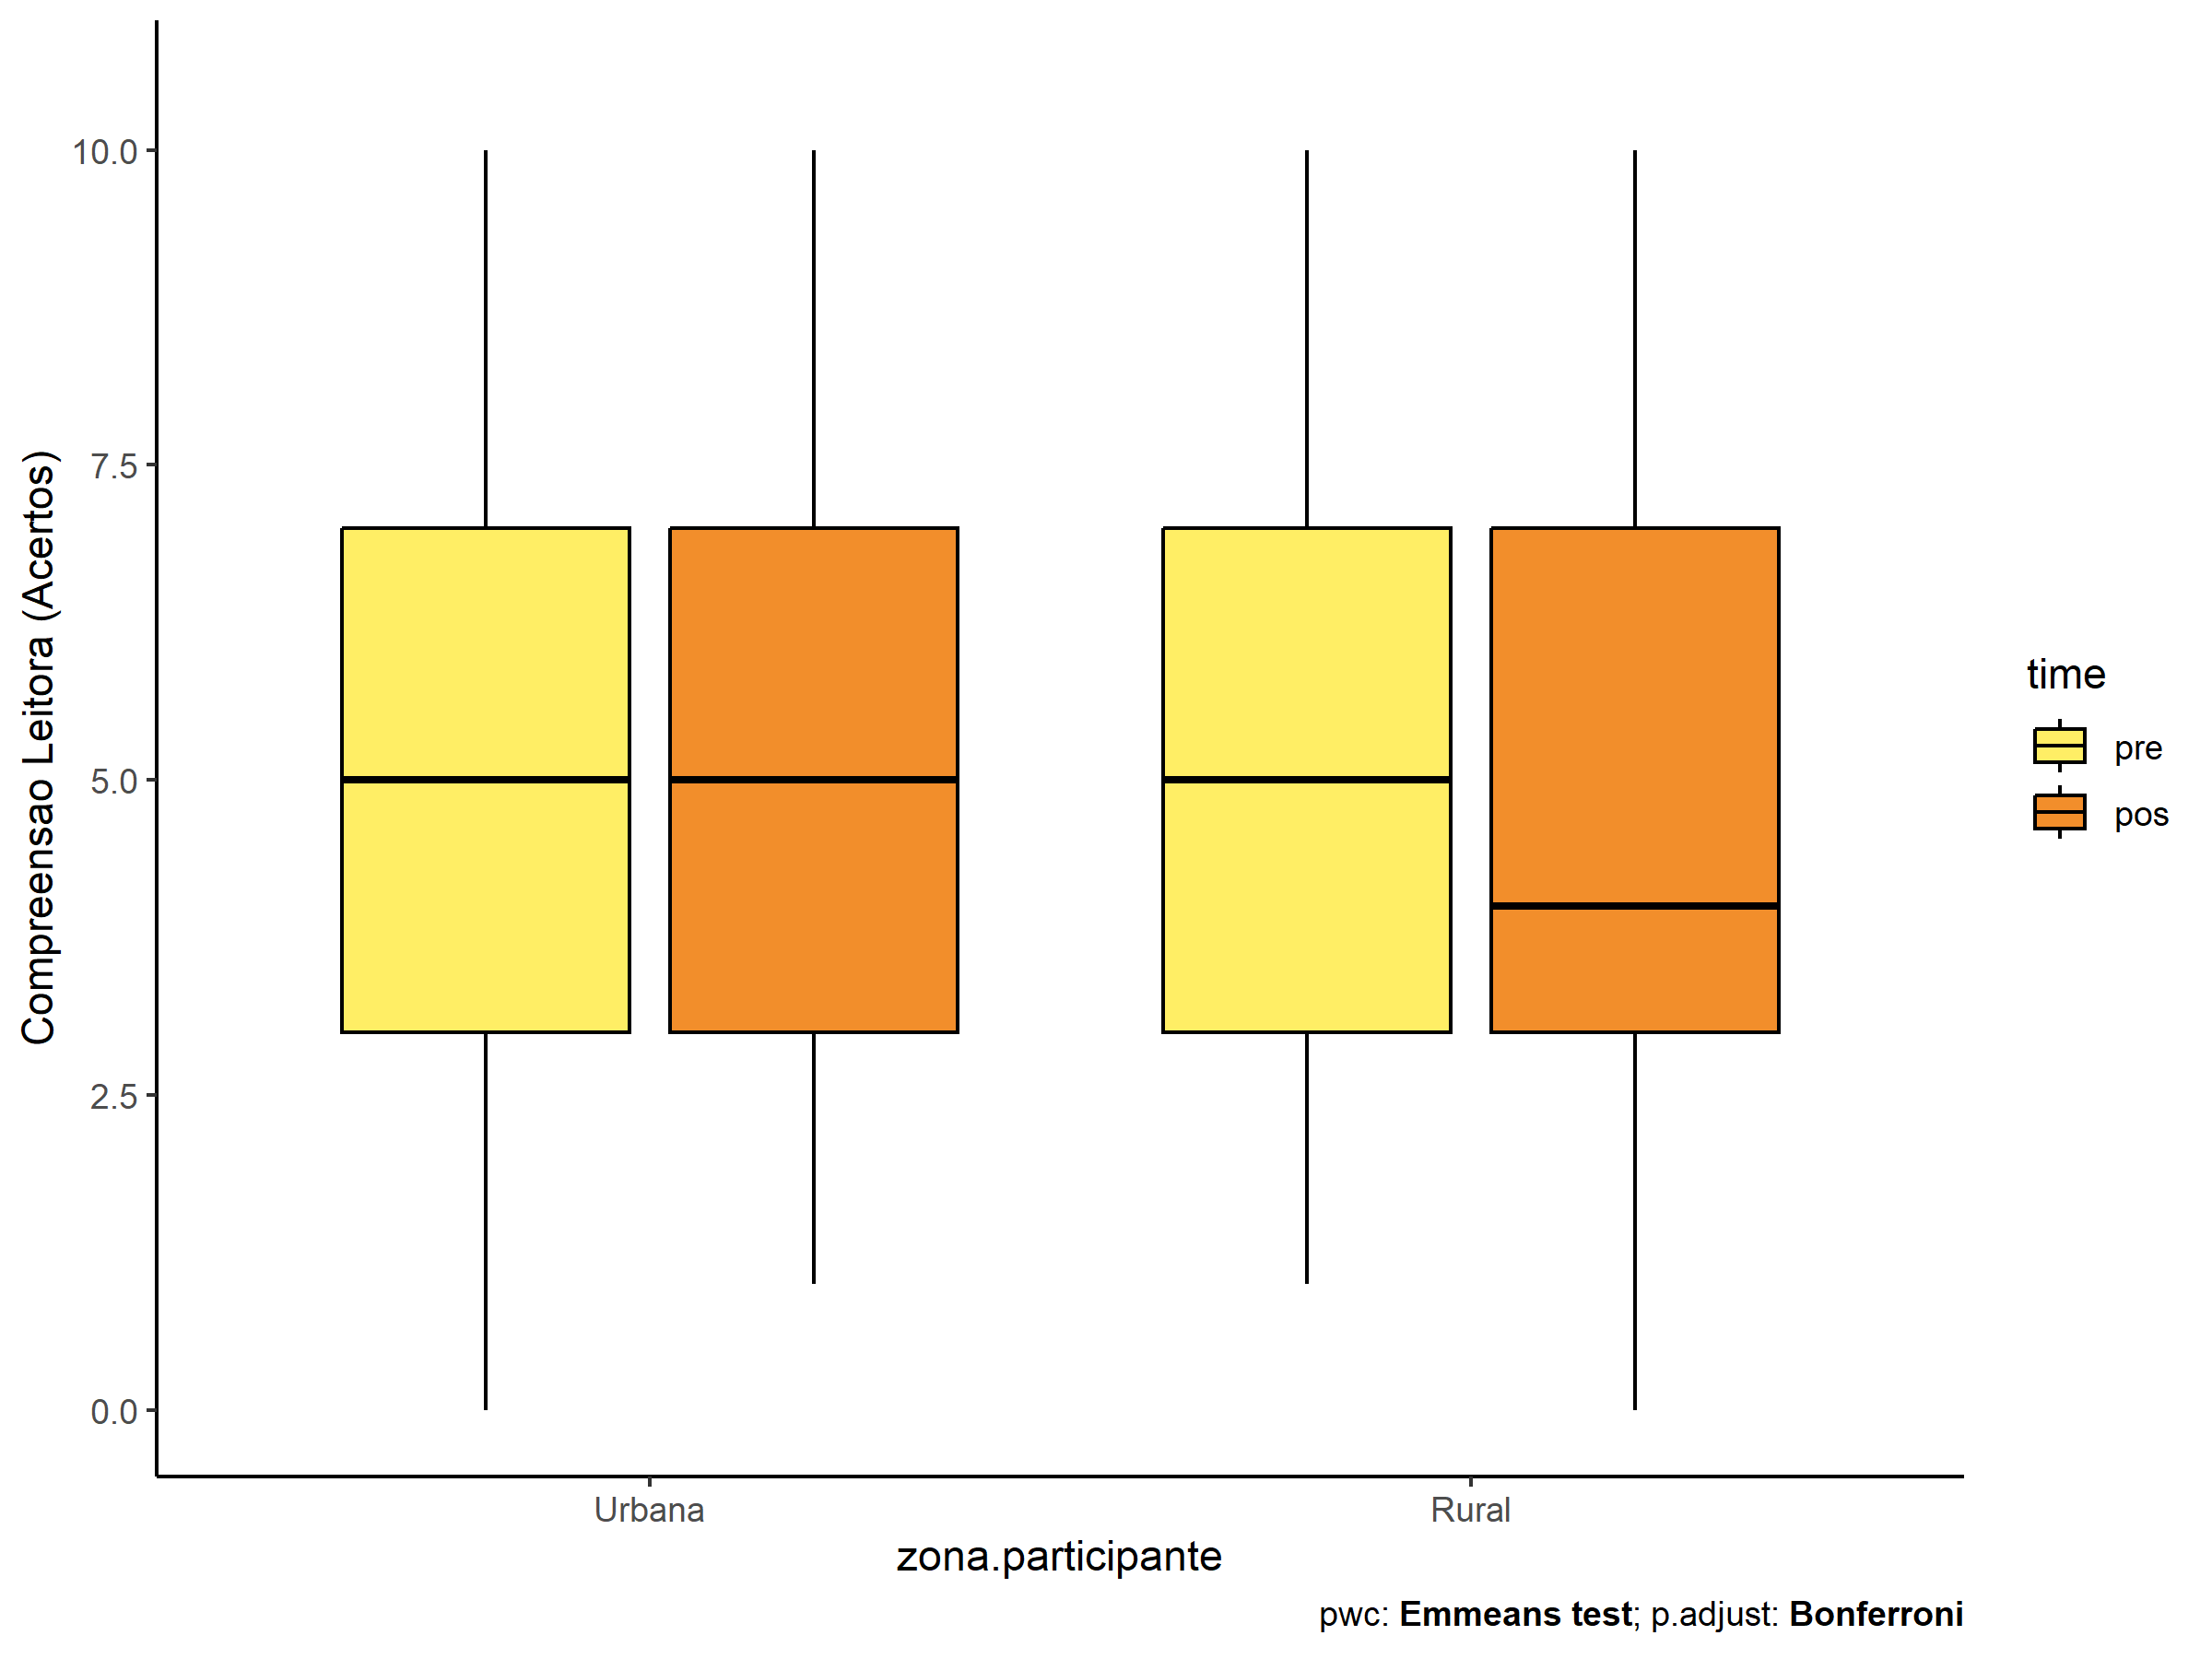 Compreensao Leitora (Acertos)
10.0
7.5
5.0
2.5
0.0
Urbana
Rural
zona.participante
time
pre
pos
pwc: Emmeans test; p.adjust: Bonferroni